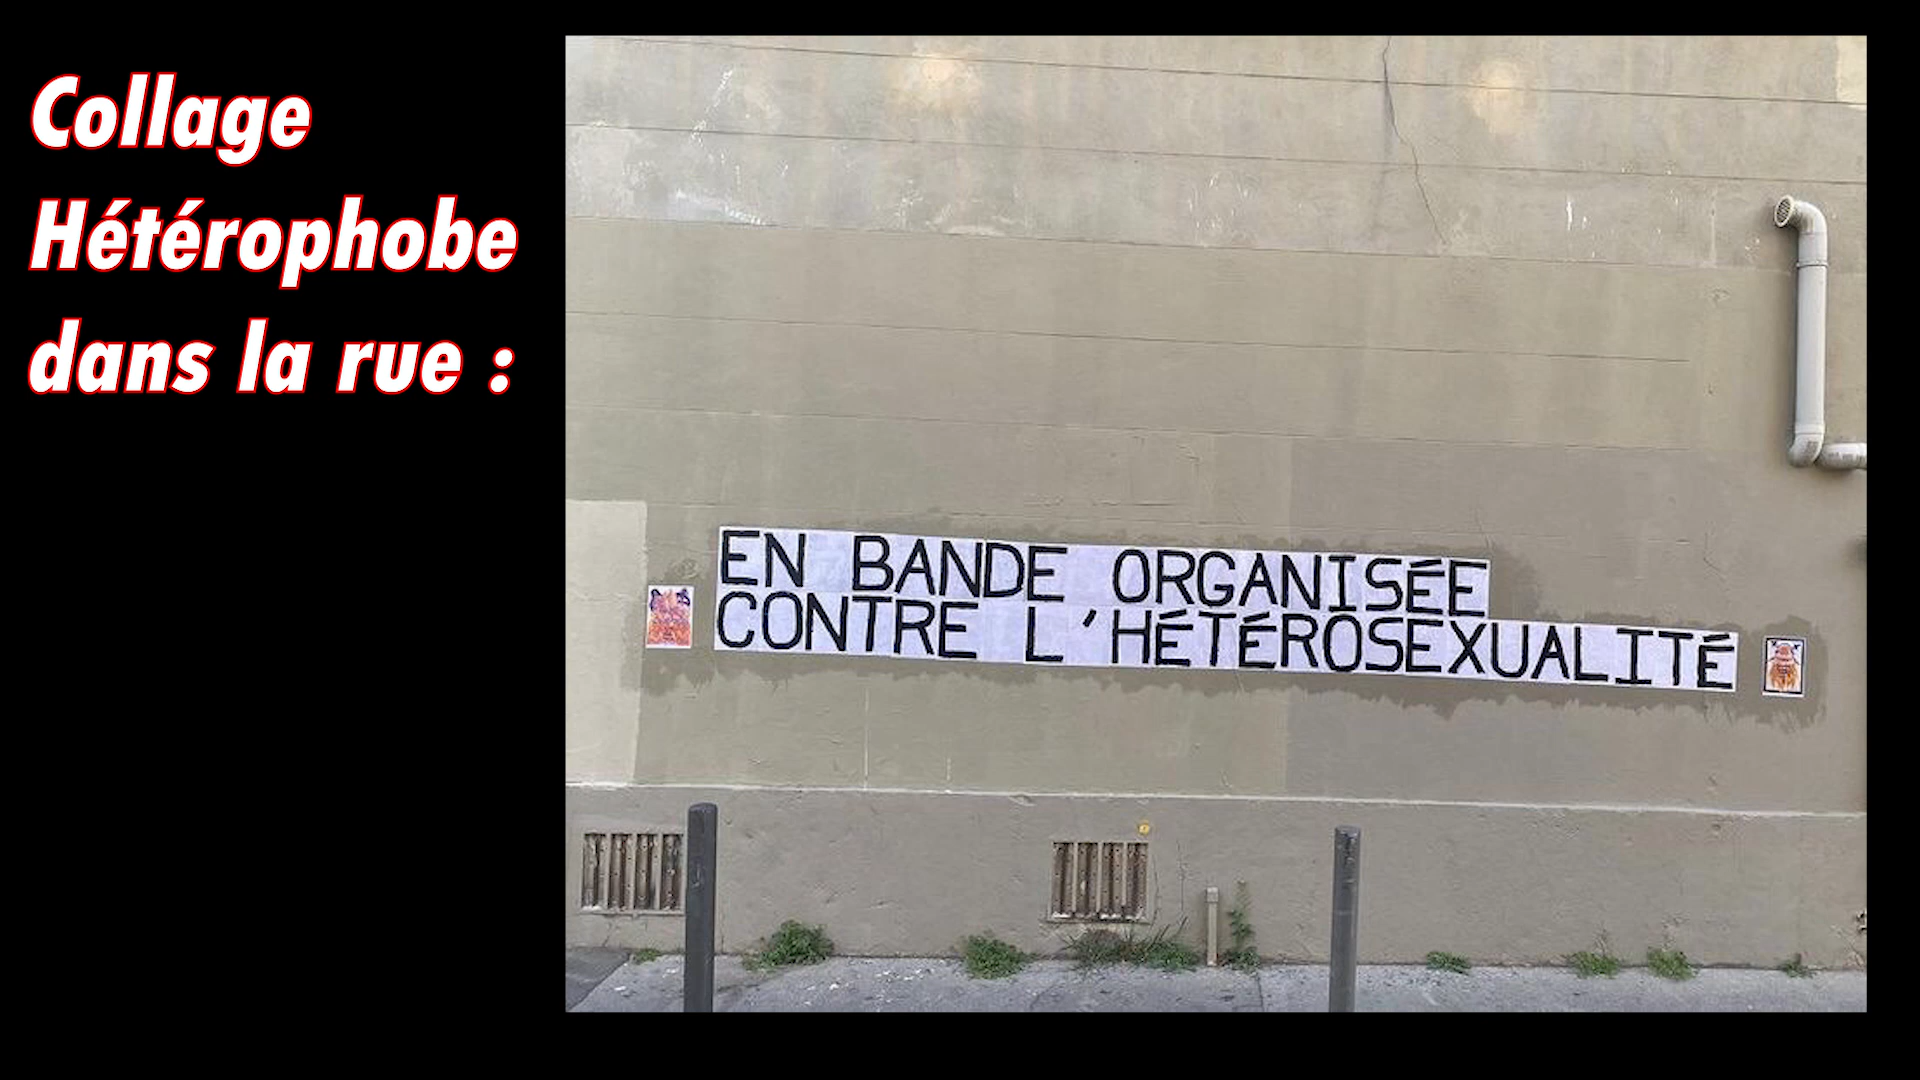 Collage
Hétérophobe
dans la rue :
EN BANDE ORGANISÉE
CONTRE L'HÉTÉROSEXUALITÉ